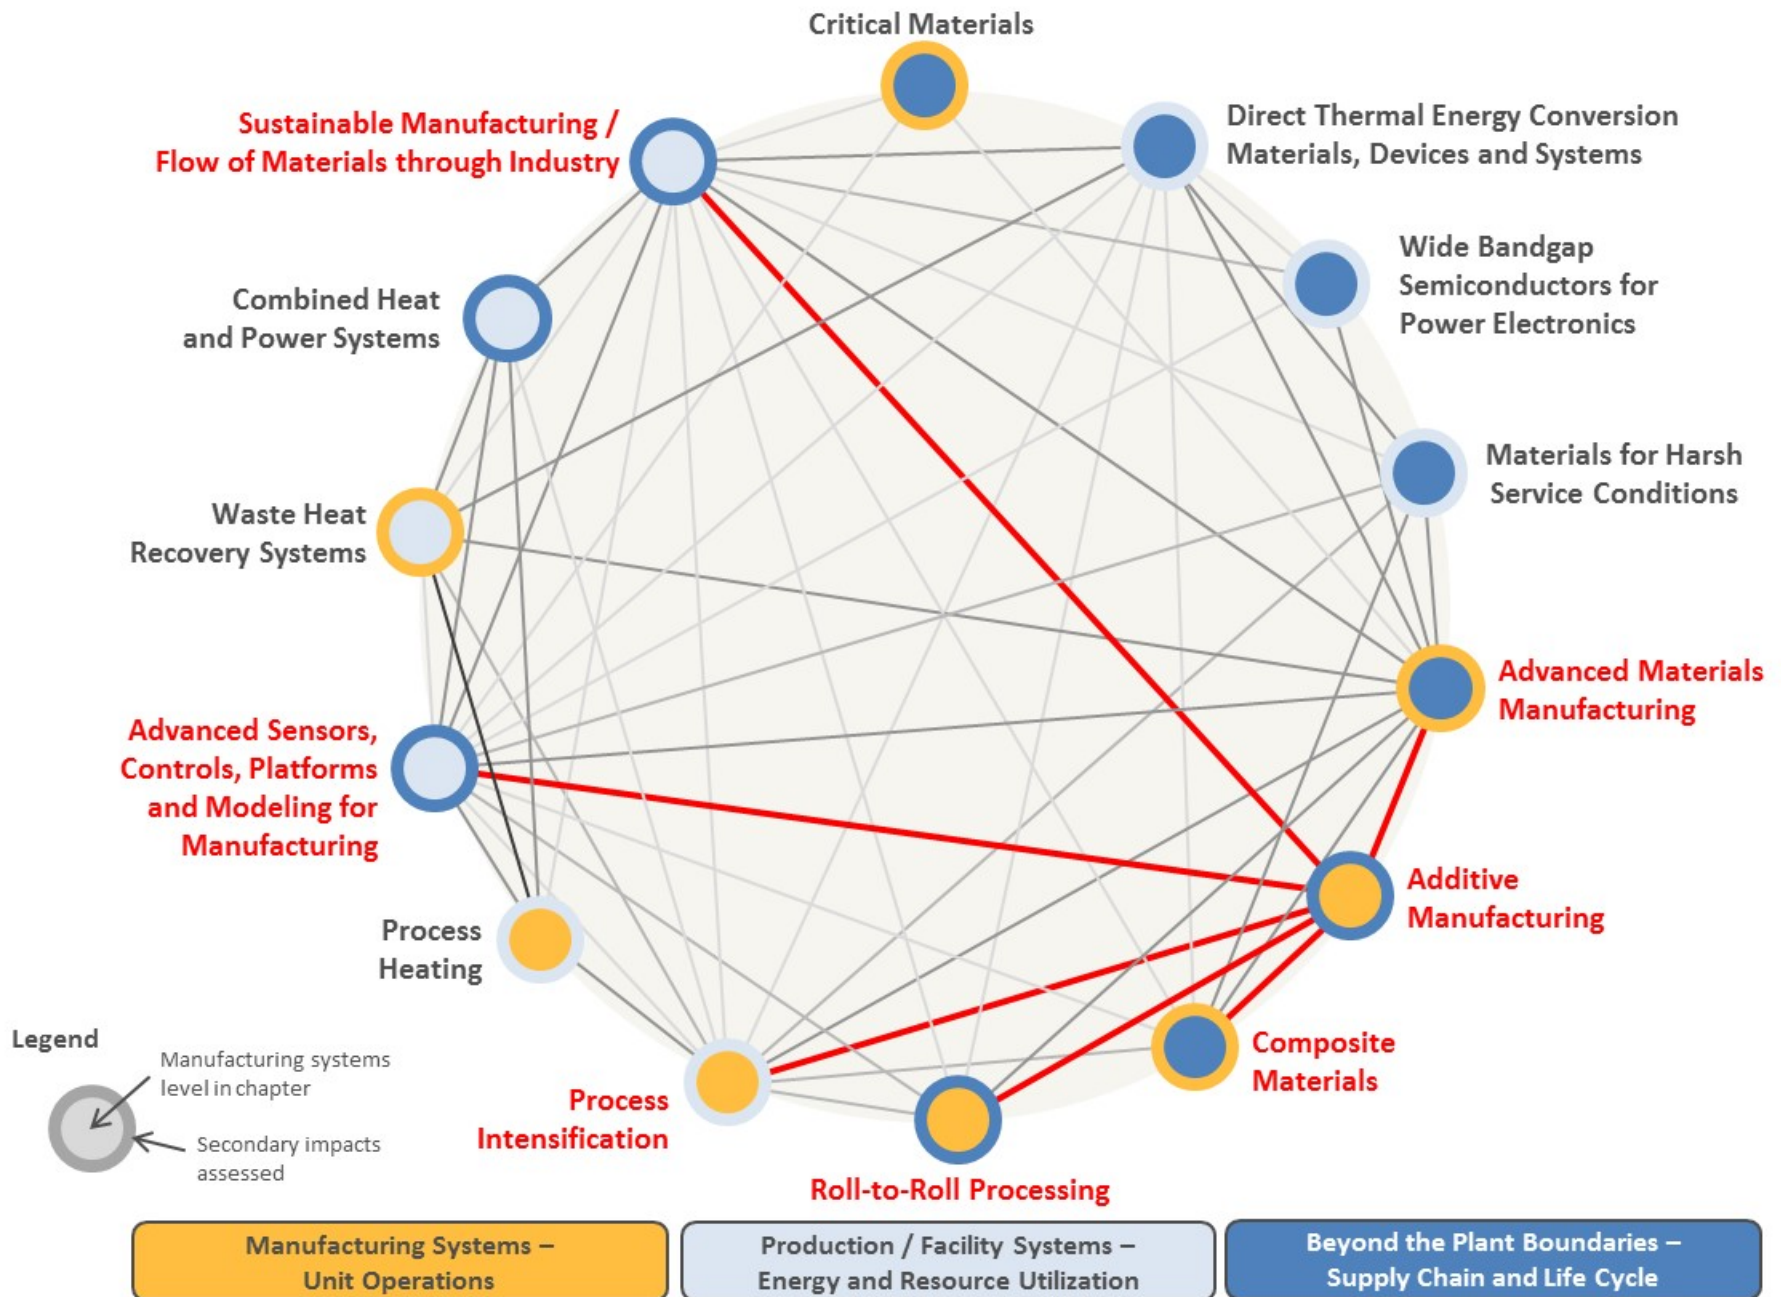 Critical Materials
Sustainable Manufacturing /
Flow of Materials through Industry
Direct Thermal Energy Conversion
Materials, Devices and Systems
Combined Heat
and Power Systems
Wide Bandgap
Semiconductors for
Power Electronics
Waste Heat
Recovery Systems
Materials for Harsh
Service Conditions
Advanced Sensors,
Controls, Platforms
and Modeling for
Manufacturing
Advanced Materials
Manufacturing
Process
Heating
Additive
Manufacturing
Process
Intensification
Composite
Materials
Roll-to-Roll Processing
Legend
Manufacturing systems
level in chapter
Secondary impacts
assessed
Manufacturing Systems –
Unit Operations
Production / Facility Systems –
Energy and Resource Utilization
Beyond the Plant Boundaries –
Supply Chain and Life Cycle